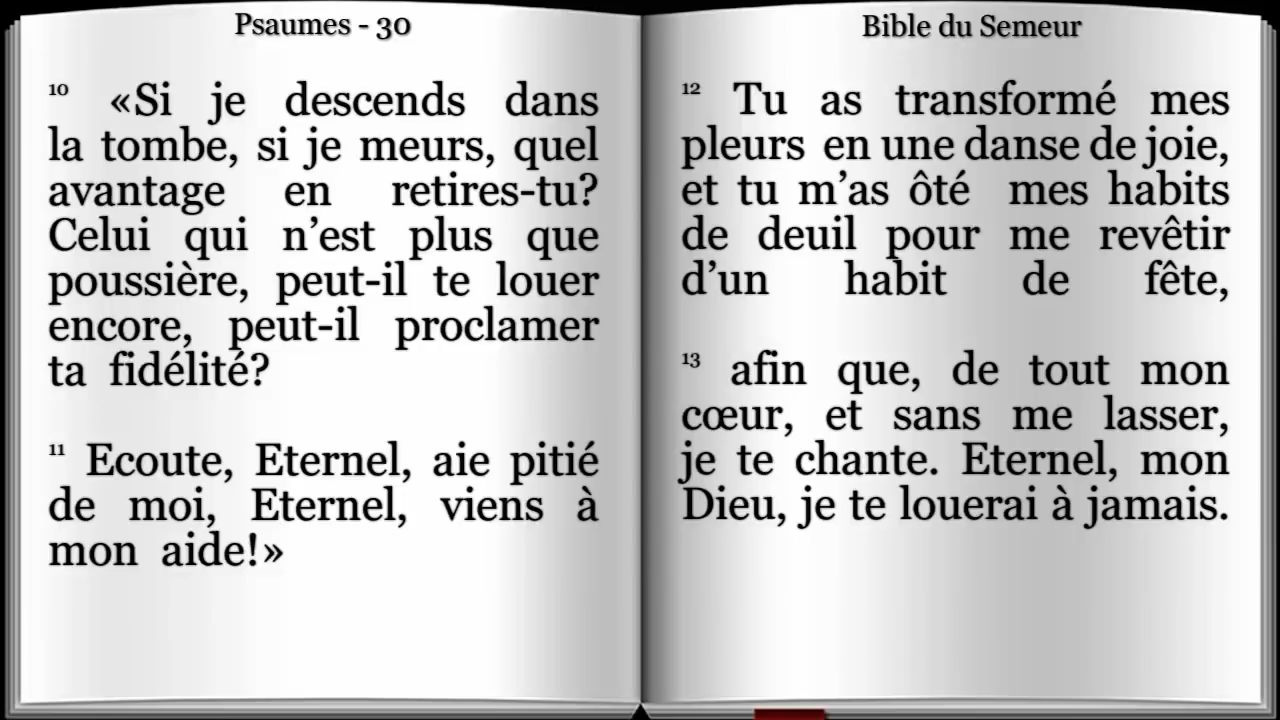 Psaumes - 30
10 «Si je descends dans
la tombe, si je meurs, quel
avantage en retires-tu?
Celui qui n’est plus que
poussière, peut-il te louer
encore, peut-il proclamer
ta fidélité?
11 Ecoute, Eternel, aie pitié
de moi, Eternel, viens à
mon aide!»
Bible du Semeur
12 Tu as transformé mes
pleurs en une danse de joie,
et tu m’as ôté mes habits
de deuil pour me revêtir
d’un habit de fête,
13 afin que, de tout mon
cœur, et sans me lasser,
je te chante. Eternel, mon
Dieu, je te louerai à jamais.